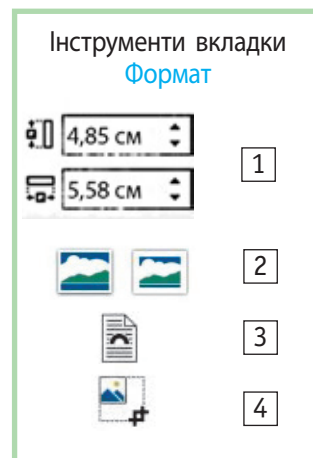 Інструменти вкладки
Формат
4,85 см
1
5,58 см
2
3
4